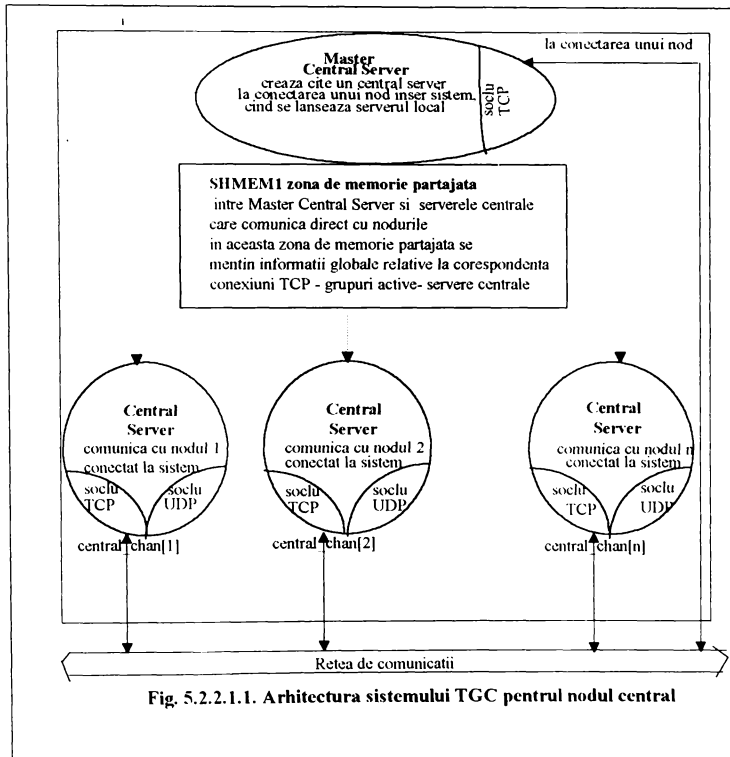 la conectarea unui nod
Master
Central Server
creaza cite un central server
la conectarea unui nod inser sistem,
cind se lanseaza serverul local
soclu
TCP
SHMEM1 zona de memorie partajata
intre Master Central Server si serverele centrale
care comunica direct cu nodurile
in aceasta zona de memorie partajata se
mentin informatii globale relative la corespondenta
conexiuni TCP - grupuri active- servere centrale
Central
Server
comunica cu nodul 1
conectat la sistem
soclu
TCP
soclu
UDP
central_chan[1]
Central
Server
comunica cu nodul 2
conectat la sistem
soclu
TCP
soclu
UDP
central_chan[2]
Central
Server
comunica cu nodul n
conectat la sistem
soclu
TCP
soclu
UDP
central_chan[n]
Retea de comunicatii
Fig. 5.2.2.1.1. Arhitectura sistemului TGC pentrul nodul central